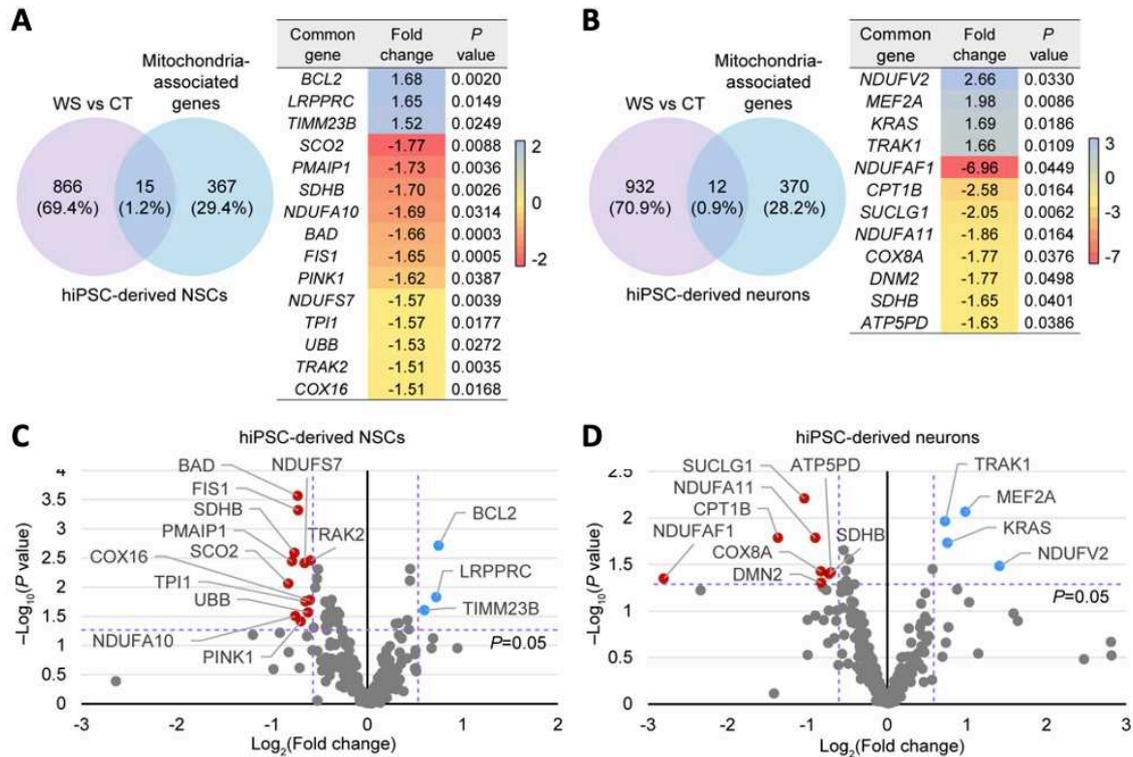 A
WS vs CT
Mitochondria-
associated
genes
866
(69.4%)
15
(1.2%)
367
(29.4%)
hiPSC-derived NSCs
Common gene Fold change P value
BCL2 1.68 0.0020
LRPPRC 1.65 0.0149
TIMM23B 1.52 0.0249
SCO2 -1.77 0.0088
PMAIP1 -1.73 0.0036
SDHB -1.70 0.0026
NDUFA10 -1.69 0.0314
BAD -1.66 0.0003
FIS1 -1.65 0.0005
PINK1 -1.62 0.0387
NDUFS7 -1.57 0.0039
TPI1 -1.57 0.0177
UBB -1.53 0.0272
TRAK2 -1.51 0.0035
COX16 -1.51 0.0168
2
0
-2
B
WS vs CT
Mitochondria-
associated
genes
932
(70.9%)
12
(0.9%)
370
(28.2%)
hiPSC-derived neurons
Common gene Fold change P value
NDUFV2 2.66 0.0330
MEF2A 1.98 0.0086
KRAS 1.69 0.0186
TRAK1 1.66 0.0109
NDUFAF1 -6.96 0.0449
CPT1B -2.58 0.0164
SUCLG1 -2.05 0.0062
NDUFA11 -1.86 0.0164
COX8A -1.77 0.0376
DNM2 -1.77 0.0498
SDHB -1.65 0.0401
ATP5PD -1.63 0.0386
3
0
-3
-7
C
hiPSC-derived NSCs
4
3.5
3
2.5
2
1.5
1
0.5
0
−Log10(P value)
BAD
NDUFS7
FIS1
SDHB
PMAIP1
TRAK2
COX16
SCO2
TPI1
UBB
NDUFA10
PINK1
BCL2
LRPPRC
TIMM23B
P=0.05
-3 -2 -1 0 1 2
Log2(Fold change)
D
hiPSC-derived neurons
2.5
2
1.5
1
0.5
0
−Log10(P value)
SUCLG1
ATP5PD
NDUFA11
CPT1B
NDUFAF1
SDHB
COX8A
DMN2
TRAK1
MEF2A
KRAS
NDUFV2
P=0.05
-3 -2 -1 0 1 2 3
Log2(Fold change)